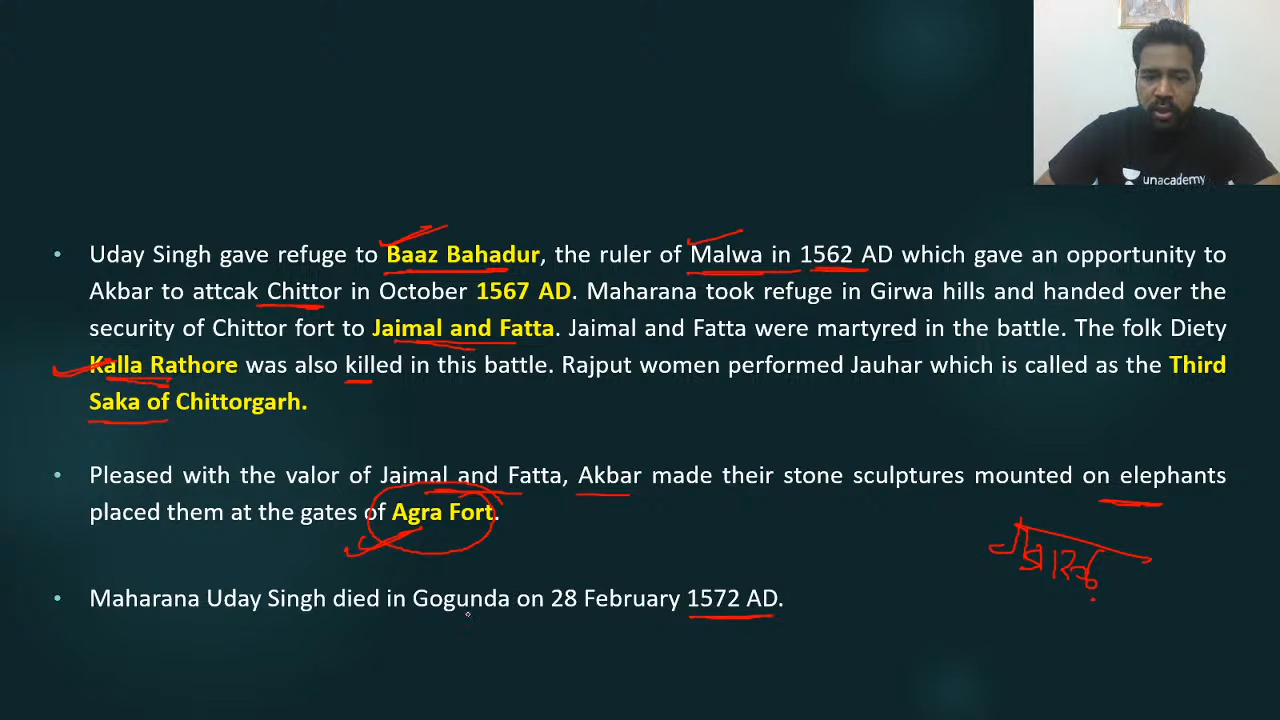 unacademy
Uday Singh gave refuge to Baaz Bahadur, the ruler of Malwa in 1562 AD which gave an opportunity to
Akbar to attcak Chittor in October 1567 AD. Maharana took refuge in Girwa hills and handed over the
security of Chittor fort to Jaimal and Fatta. Jaimal and Fatta were martyred in the battle. The folk Diety
Kalla Rathore was also killed in this battle. Rajput women performed Jauhar which is called as the Third
Saka of Chittorgarh.
Pleased with the valor of Jaimal and Fatta, Akbar made their stone sculptures mounted on elephants
placed them at the gates of Agra Fort.
Maharana Uday Singh died in Gogunda on 28 February 1572 AD.